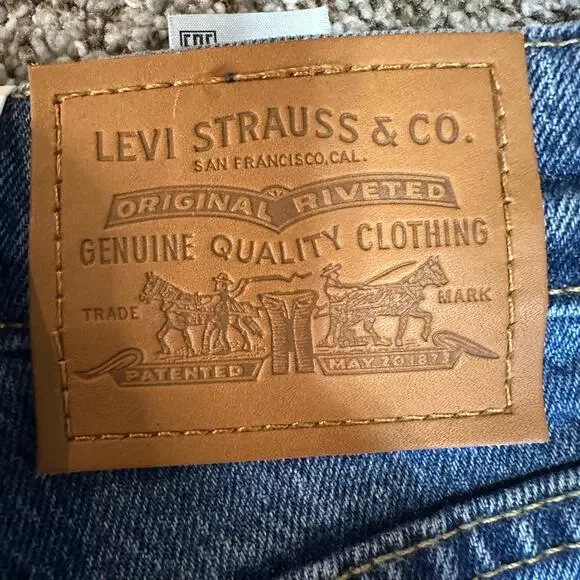 LEVI STRAUSS & CO.
SAN FRANCISCO, CAL.
ORIGINAL RIVETED
GENUINE QUALITY CLOTHING
TRADE MARK
PATENTED MAY 20 1873